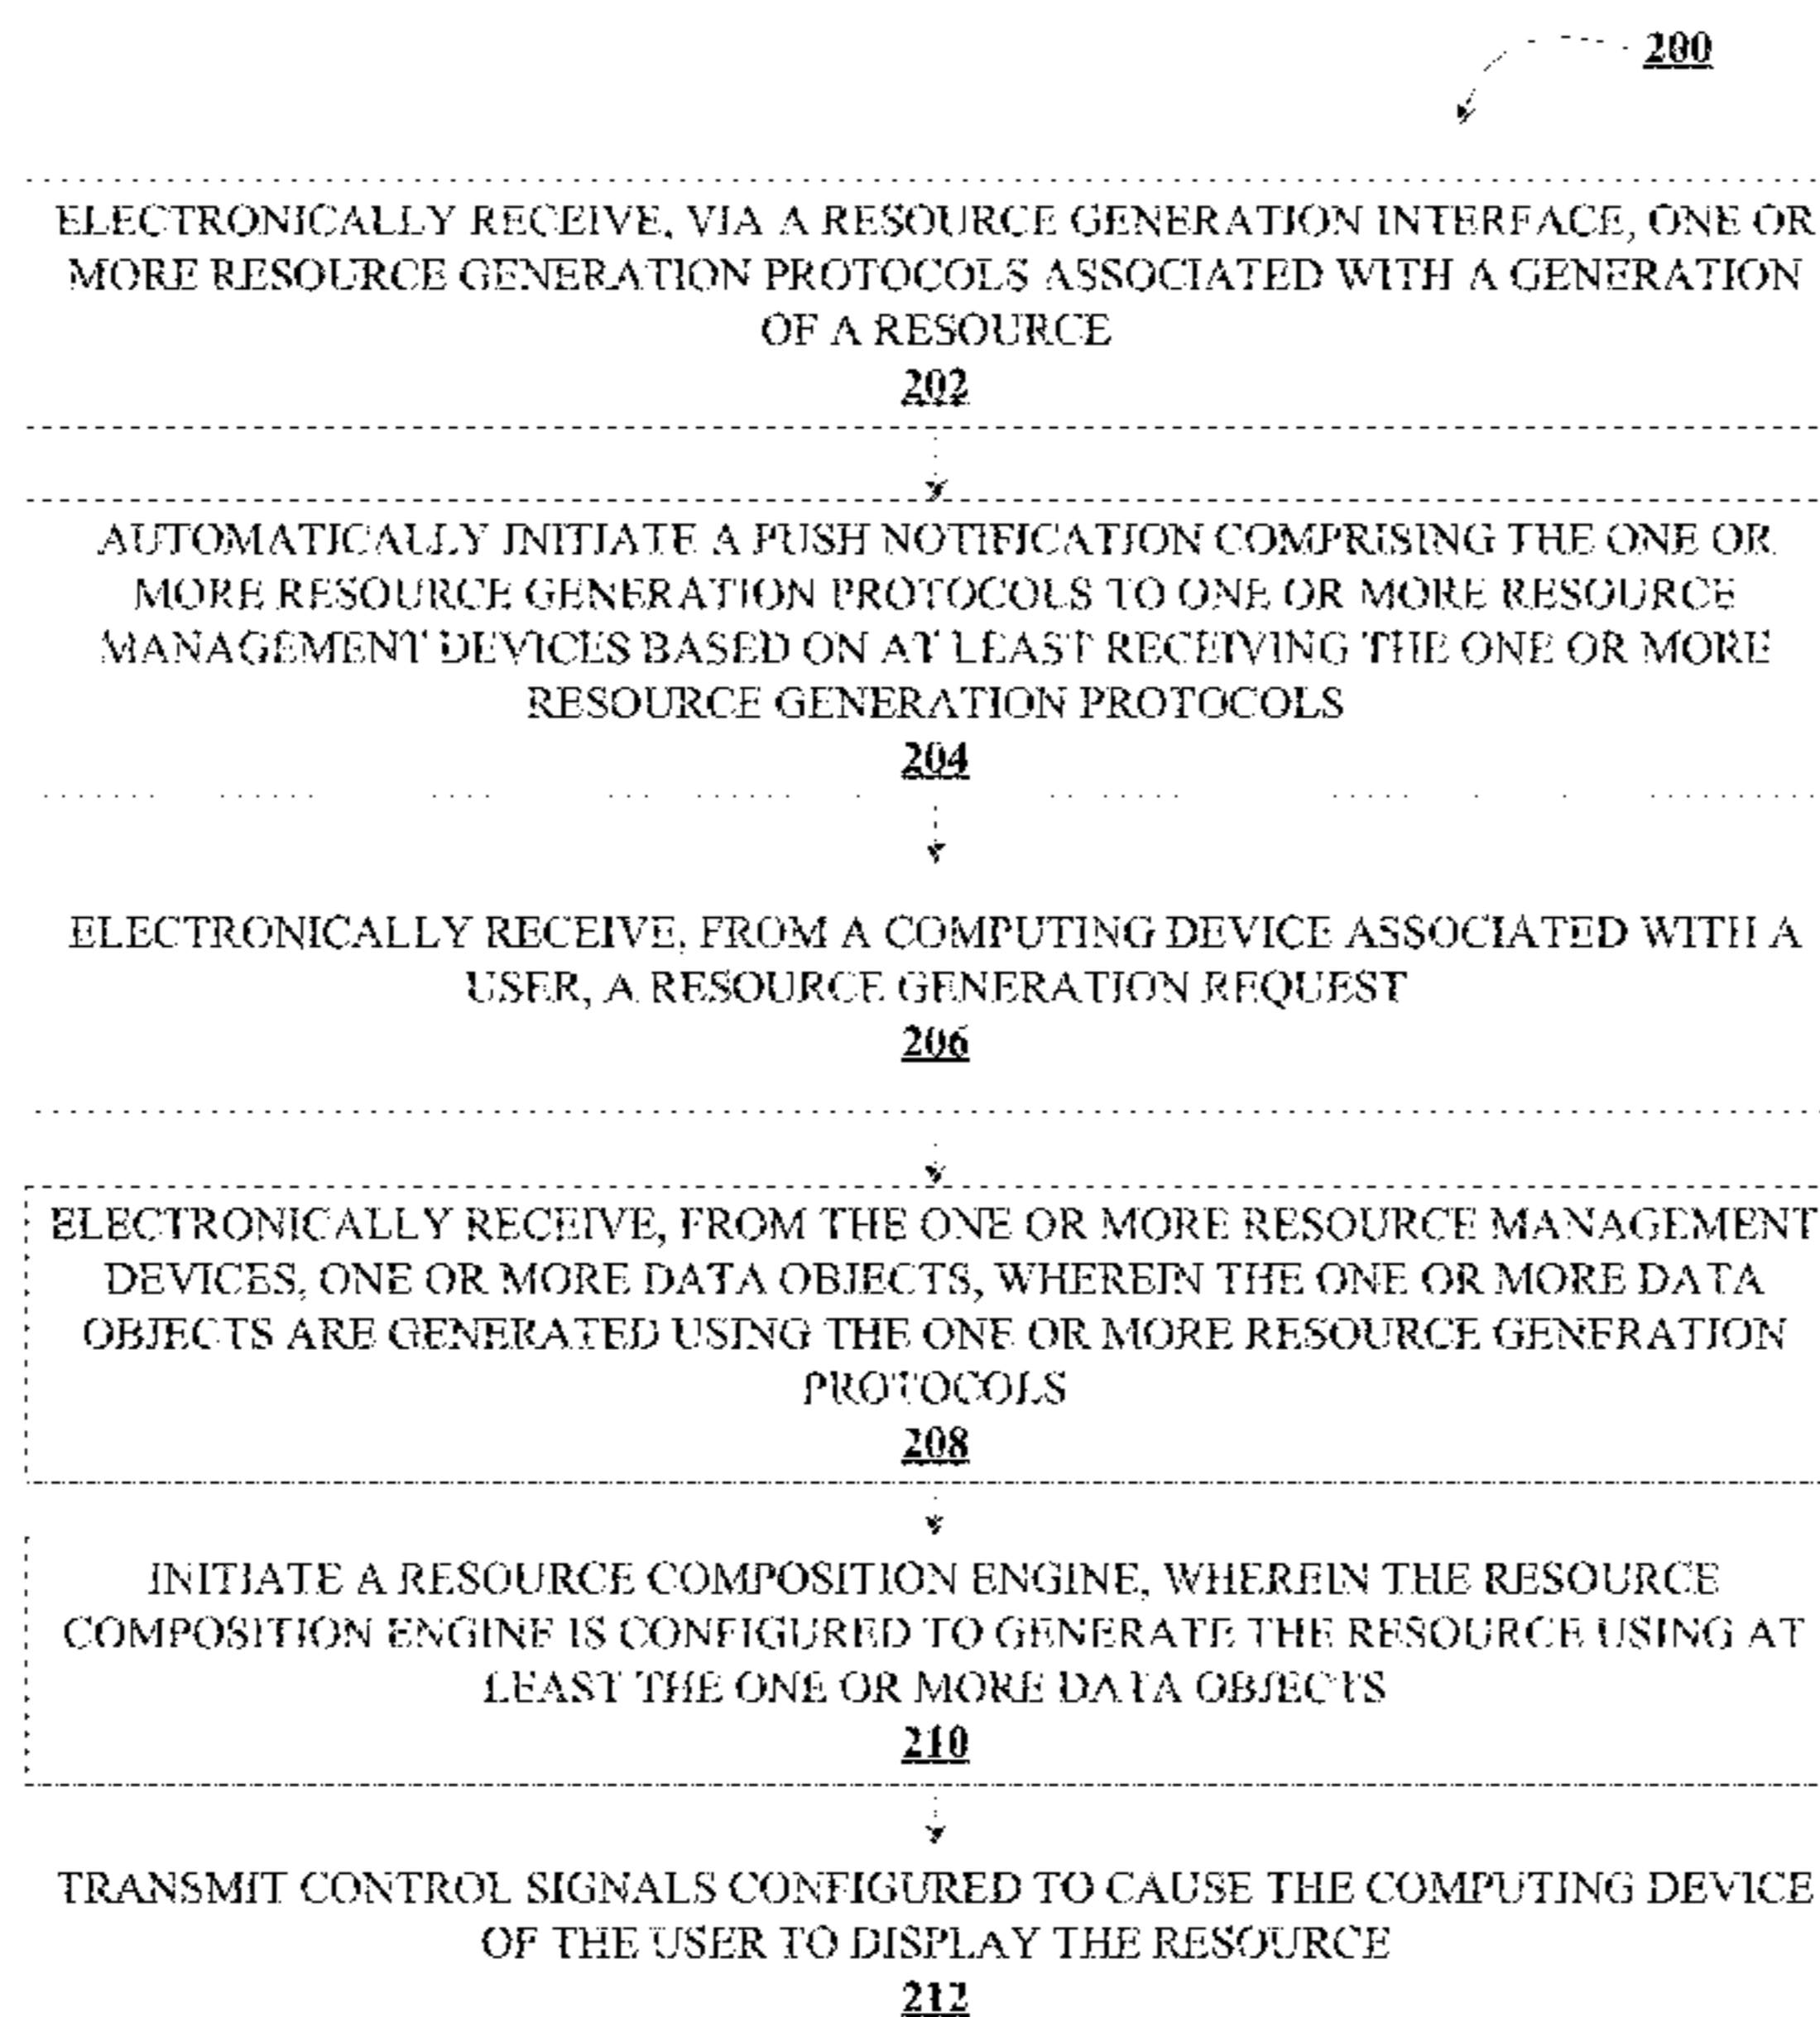 200
ELECTRONICALLY RECEIVE, VIA A RESOURCE GENERATION INTERFACE, ONE OR
MORE RESOURCE GENERATION PROTOCOLS ASSOCIATED WITH A GENERATION
OF A RESOURCE
202
AUTOMATICALLY INITIATE A PUSH NOTIFICATION COMPRISING THE ONE OR
MORE RESOURCE GENERATION PROTOCOLS TO ONE OR MORE RESOURCE
MANAGEMENT DEVICES BASED ON AT LEAST RECEIVING THE ONE OR MORE
RESOURCE GENERATION PROTOCOLS
204
ELECTRONICALLY RECEIVE, FROM A COMPUTING DEVICE ASSOCIATED WITH A
USER, A RESOURCE GENERATION REQUEST
206
ELECTRONICALLY RECEIVE, FROM THE ONE OR MORE RESOURCE MANAGEMENT
DEVICES, ONE OR MORE DATA OBJECTS, WHEREIN THE ONE OR MORE DATA
OBJECTS ARE GENERATED USING THE ONE OR MORE RESOURCE GENERATION
PROTOCOLS
208
INITIATE A RESOURCE COMPOSITION ENGINE, WHEREIN THE RESOURCE
COMPOSITION ENGINE IS CONFIGURED TO GENERATE THE RESOURCE USING AT
LEAST THE ONE OR MORE DATA OBJECTS
210
TRANSMIT CONTROL SIGNALS CONFIGURED TO CAUSE THE COMPUTING DEVICE
OF THE USER TO DISPLAY THE RESOURCE
212